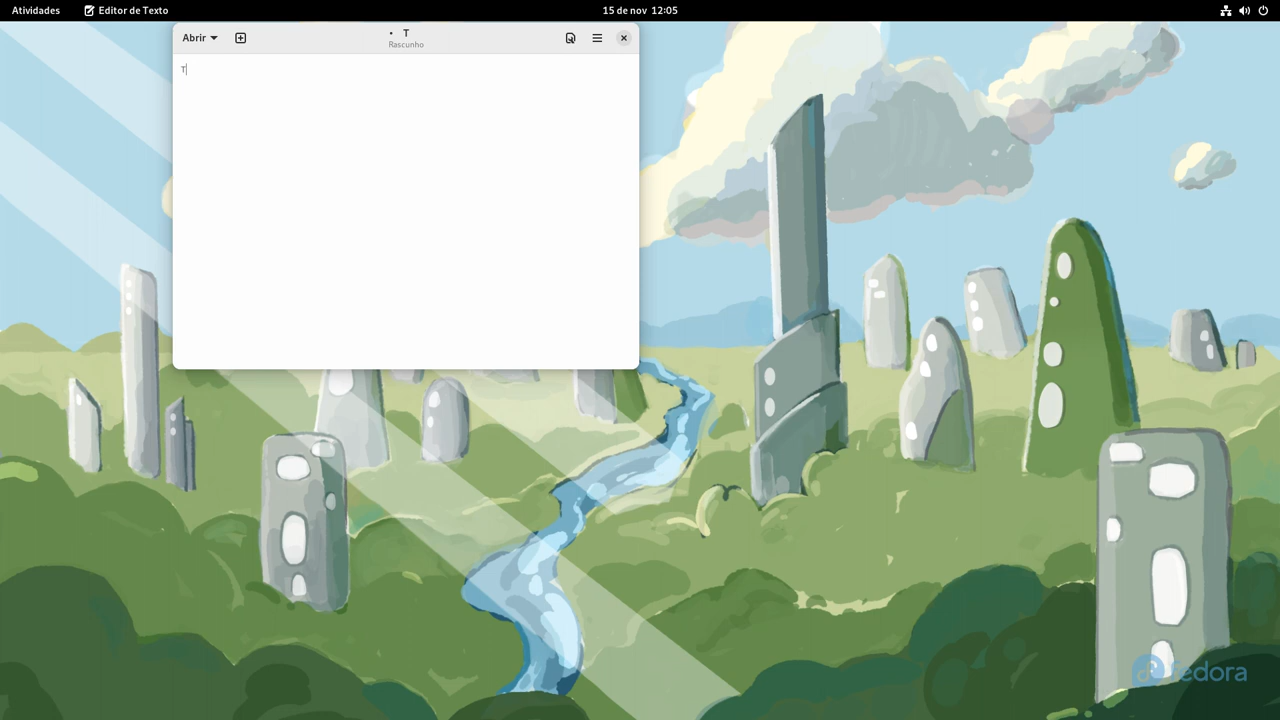 Atividades Editor de Texto 15 de nov 12:05
Abrir • T
Rascunho
T
fedora